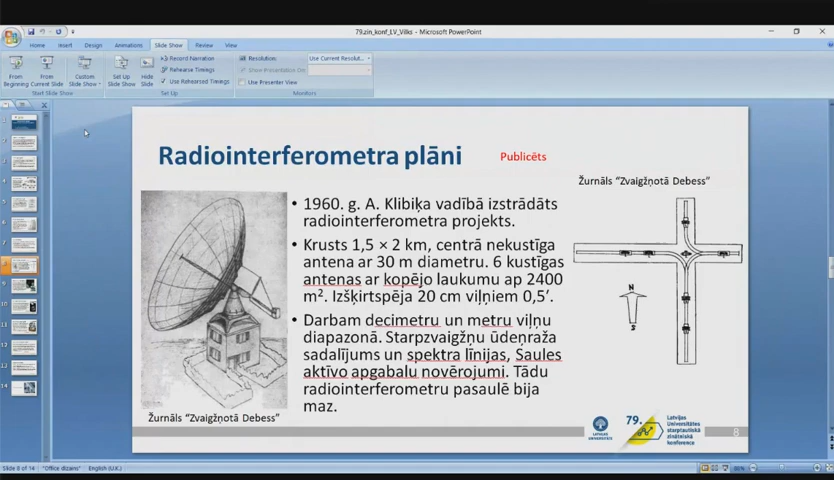 79.zin_konf_LV_Vilks - Microsoft PowerPoint
Home
Insert
Design
Animations
Slide Show
Review
View
From Beginning
From Current Slide
Custom Slide Show
Start Slide Show
Set Up Slide Show
Hide Slide
Record Narration
Rehearse Timings
Use Rehearsed Timings
Set Up
Resolution:
Use Current Resol...
Show Presentation On:
Use Presenter View
Monitors
Radiointerferometra plāni
Publicēts
Žurnāls “Zvaigžņotā Debess”
• 1960. g. A. Klibiķa vadībā izstrādāts
radiointerferometra projekts.
• Krusts 1,5 × 2 km, centrā nekustīga
antena ar 30 m diametru. 6 kustīgas
antenas ar kopējo laukumu ap 2400
m². Izšķirtspēja 20 cm viļņiem 0,5′.
• Darbam decimetru un metru viļņu
diapazonā. Starpzvaigžņu ūdeņraža
sadalījums un spektra līnijas, Saules
aktīvo apgabalu novērojumi. Tādu
radiointerferometru pasaulē bija
maz.
N
S
Žurnāls “Zvaigžņotā Debess”
LATVIJAS
UNIVERSITĀTE
79.
Latvijas
Universitātes
starptautiskā
zinātniskā
konference
8
Slide 8 of 14
"Office dizains"
English (U.K.)